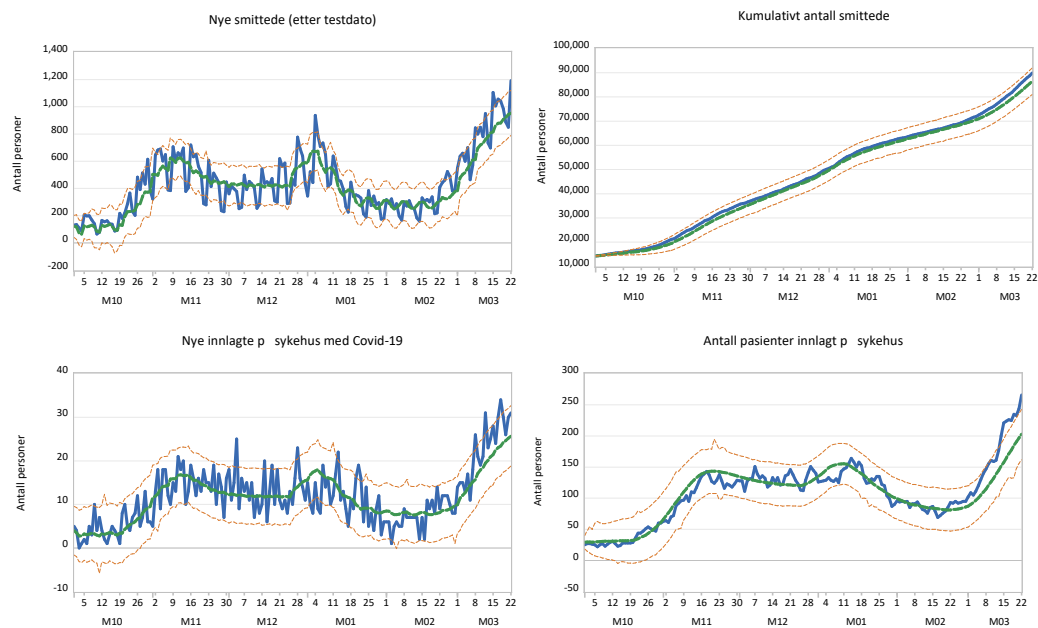 Nye smittede (etter testdato)
Antall personer
1,400
1,200
1,000
800
600
400
200
0
-200
5 12 19 26 2 9 16 23 30 7 14 21 28 4 11 18 25 1 8 15 22 1 8 15 22
M10 M11 M12 M01 M02 M03
Kumulativt antall smittede
Antall personer
100,000
90,000
80,000
70,000
60,000
50,000
40,000
30,000
20,000
10,000
5 12 19 26 2 9 16 23 30 7 14 21 28 4 11 18 25 1 8 15 22 1 8 15 22
M10 M11 M12 M01 M02 M03
Nye innlagte p sykehus med Covid-19
Antall personer
40
30
20
10
0
-10
5 12 19 26 2 9 16 23 30 7 14 21 28 4 11 18 25 1 8 15 22 1 8 15 22
M10 M11 M12 M01 M02 M03
Antall pasienter innlagt p sykehus
Antall personer
300
250
200
150
100
50
0
-50
5 12 19 26 2 9 16 23 30 7 14 21 28 4 11 18 25 1 8 15 22 1 8 15 22
M10 M11 M12 M01 M02 M03